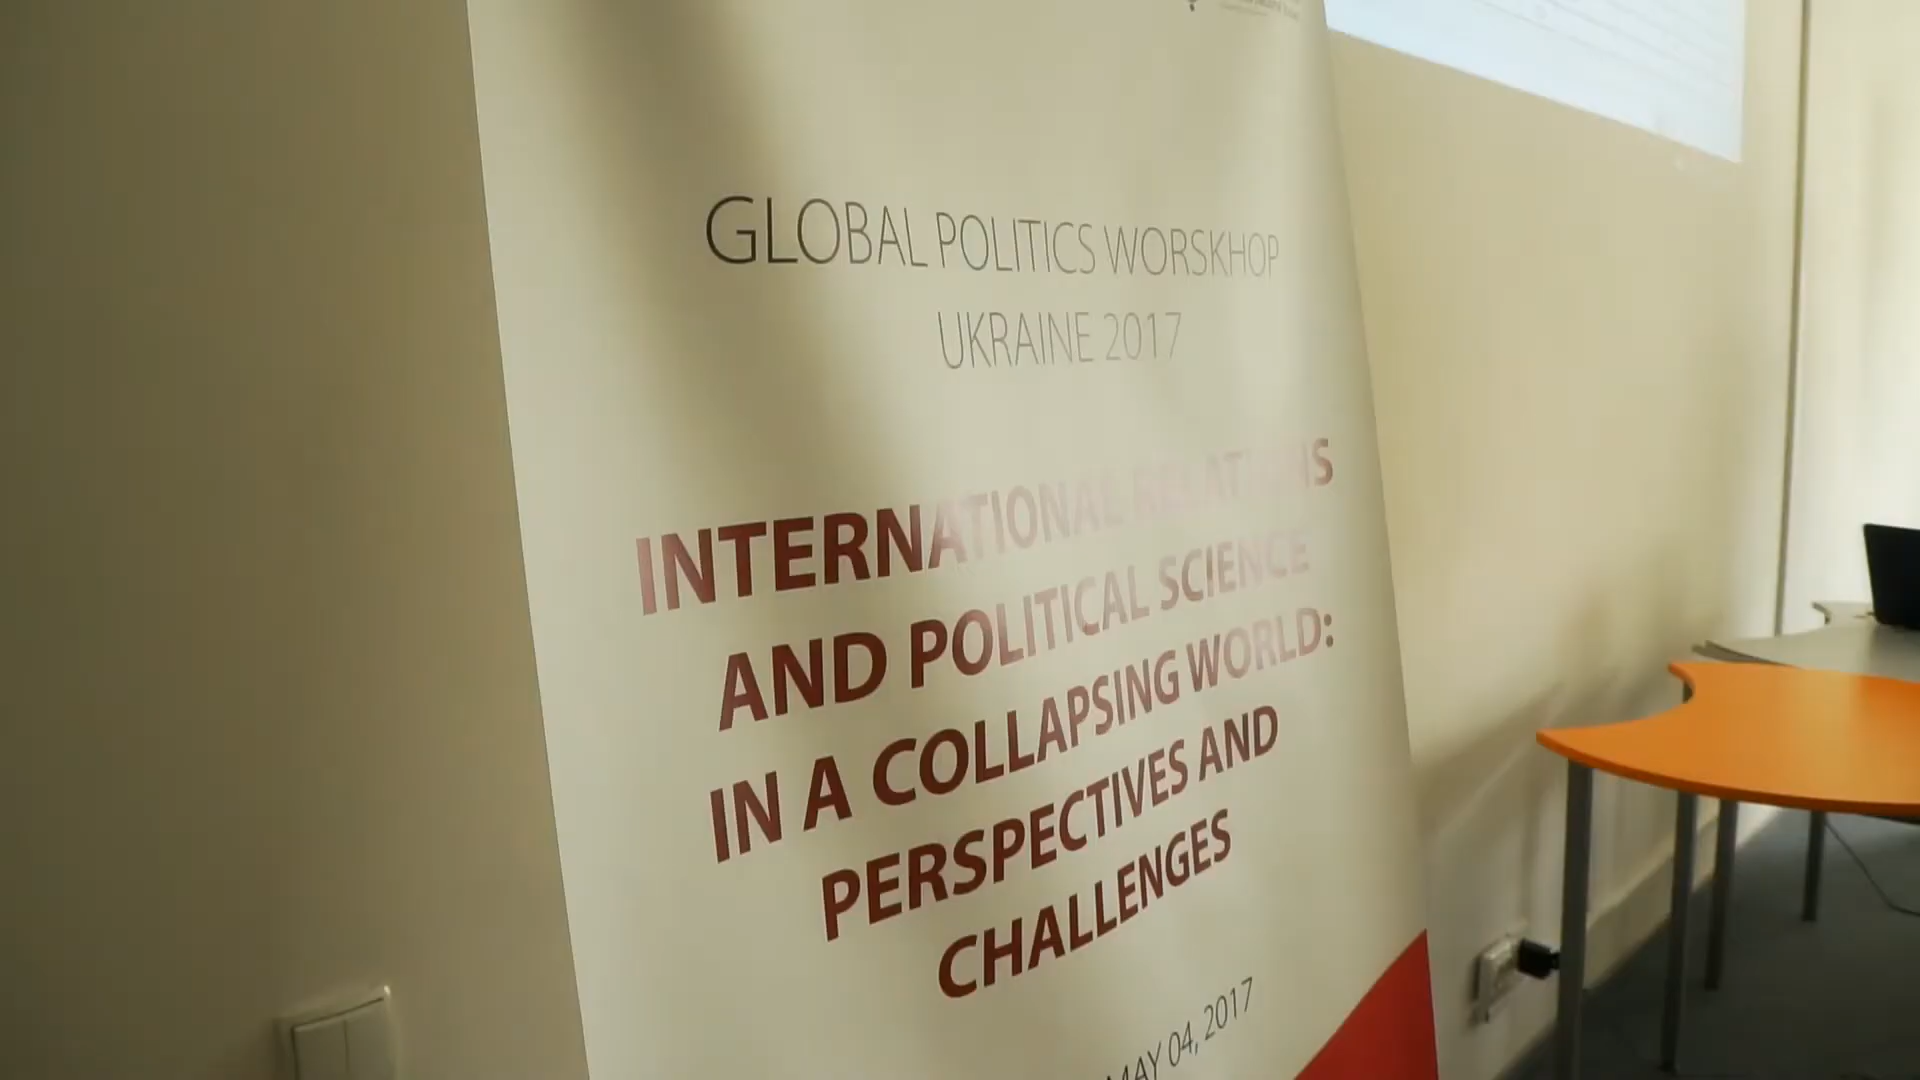 GLOBAL POLITICS WORSKHOP
UKRAINE 2017
INTERNATIONAL RELATIONS
AND POLITICAL SCIENCE
IN A COLLAPSING WORLD:
PERSPECTIVES AND
CHALLENGES
MAY 04, 2017